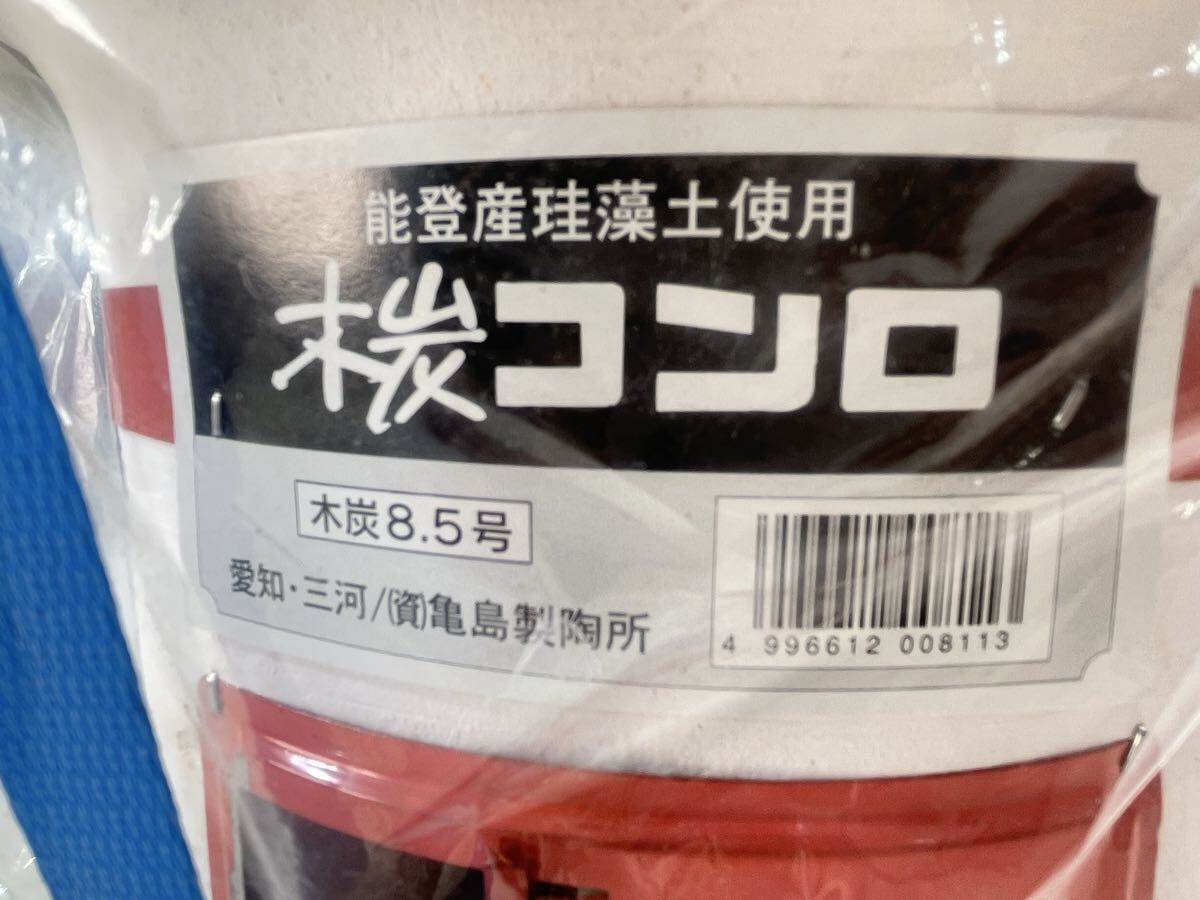 能登産珪藻土使用
木炭コンロ
木炭8.5号
愛知・三河/㈾亀島製陶所
4 996612 008113